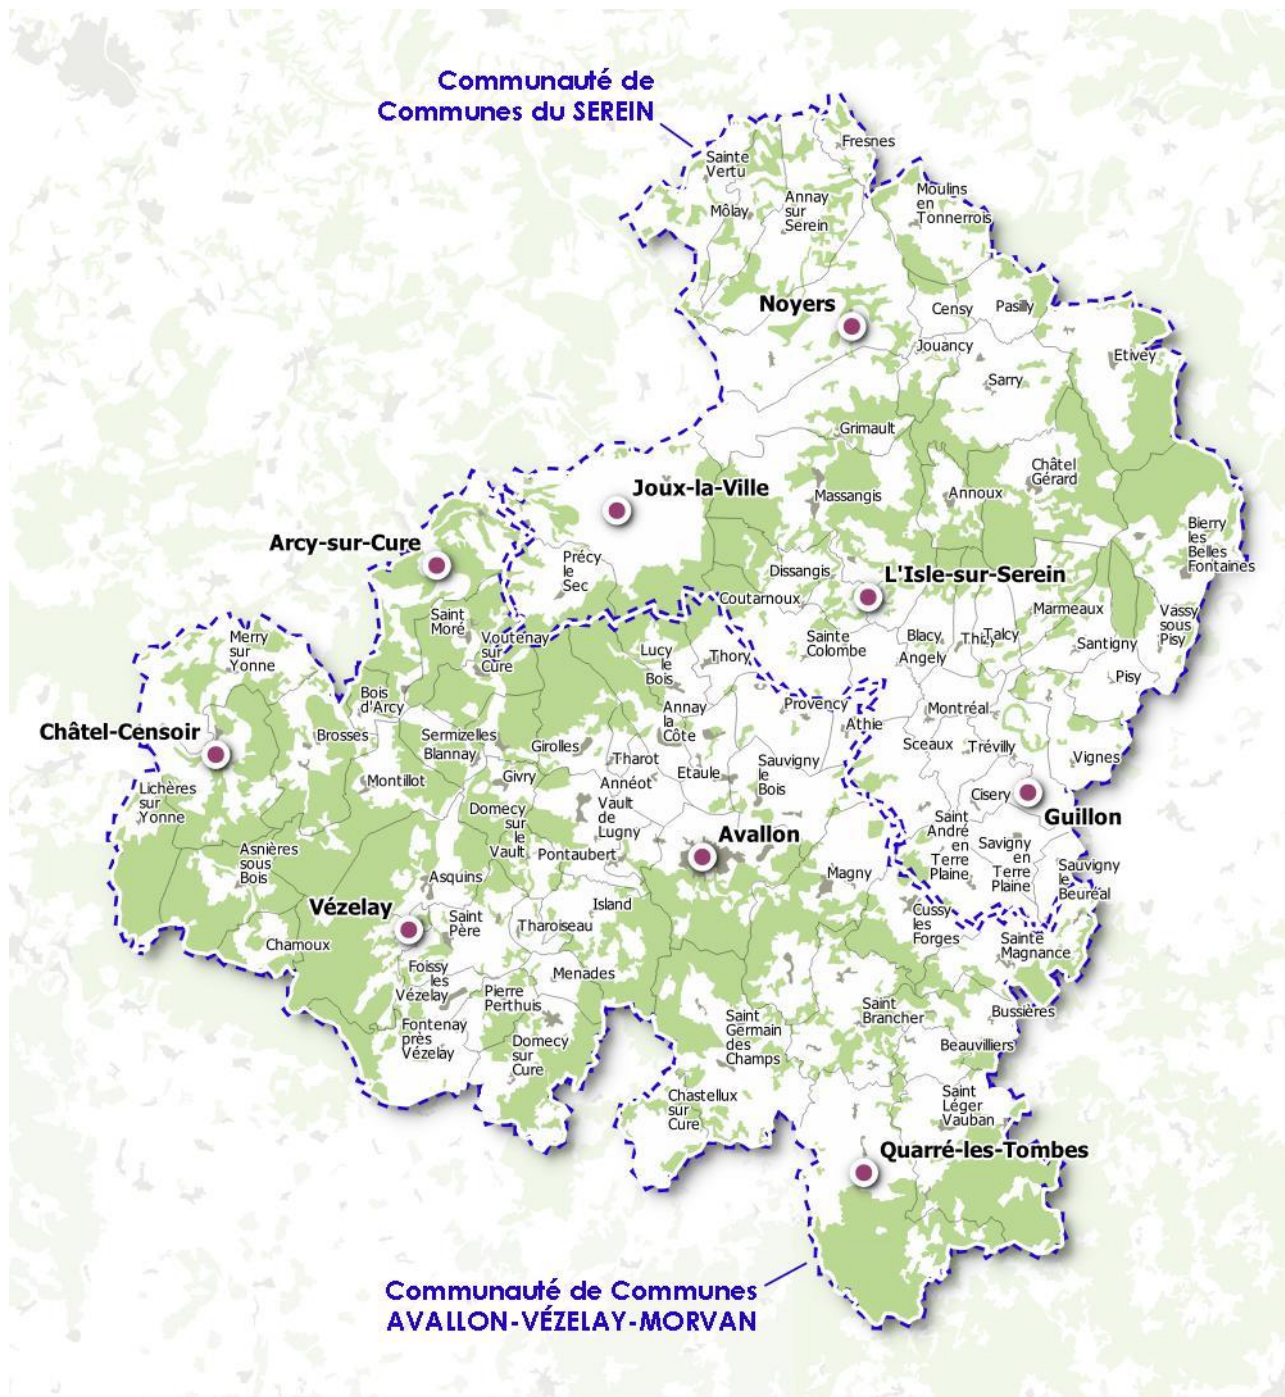 Communauté de
Communes du SEREIN
Fresnes
Sainte
Vertu
Moulins
en
Tonnerrois
Annay
sur
Serein
Môlay
Noyers
Censy
Pasilly
Jouancy
Etivey
Sarry
Grimault
Châtel
Gérard
Joux-la-Ville
Massangis
Annoux
Bierry
les
Belles
Fontaines
Arcy-sur-Cure
Précy
le
Sec
Dissangis
L'Isle-sur-Serein
Coutarnoux
Marmeaux
Vassy
sous
Pisy
Saint
Moré
Merry
sur
Yonne
Voutenay
sur
Cure
Lucy
le
Bois
Thory
Sainte
Colombe
Blacy
Thizy
Talcy
Angely
Santigny
Pisy
Bois
d'Arcy
Annay
la
Côte
Provency
Athie
Montréal
Châtel-Censoir
Brosses
Sermizelles
Blannay
Girolles
Tharot
Etaule
Sauvigny
le
Bois
Sceaux
Trévilly
Vignes
Lichères
sur
Yonne
Montillot
Givry
Annéot
Cisery
Guillon
Domecy
sur
le
Vault
Vault
de
Lugny
Saint
André
en
Terre
Plaine
Avallon
Savigny
en
Terre
Plaine
Asnières
sous
Bois
Pontaubert
Magny
Sauvigny
le
Beuréal
Asquins
Vézelay
Saint
Père
Island
Tharoiseau
Cussy
les
Forges
Sainte
Magnance
Chamoux
Foissy
les
Vézelay
Menades
Pierre
Perthuis
Saint
Brancher
Bussières
Fontenay
près
Vézelay
Saint
Germain
des
Champs
Domecy
sur
Cure
Beauvilliers
Chastellux
sur
Cure
Saint
Léger
Vauban
Quarré-les-Tombes
Communauté de Communes
AVALLON-VÉZELAY-MORVAN